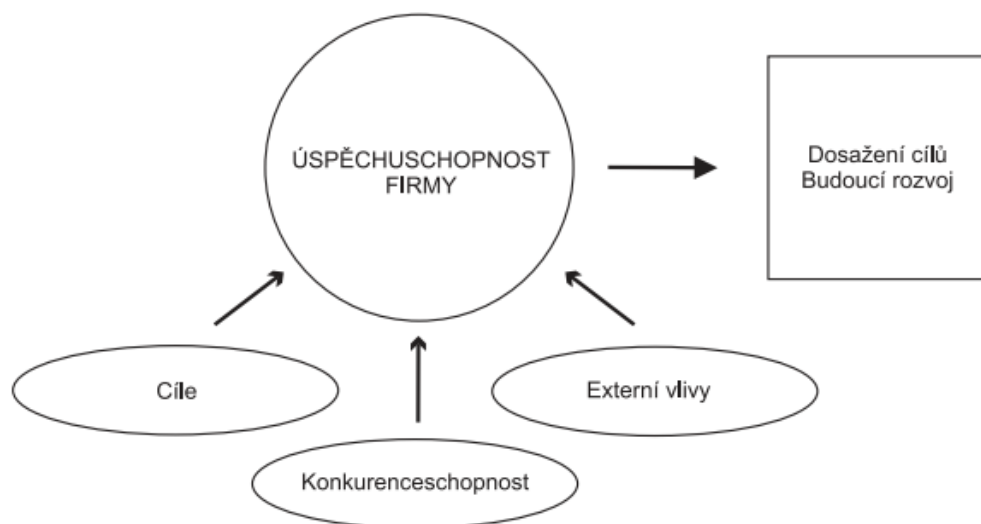 ÚSPĚCHUSCHOPNOST
FIRMY
Dosažení cílů
Budoucí rozvoj
Cíle
Externí vlivy
Konkurenceschopnost